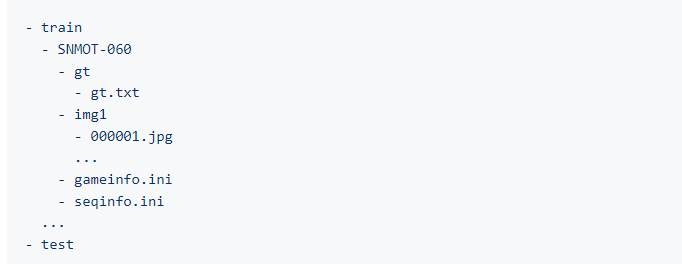 - train
- SNMOT-060
- gt
- gt.txt
- img1
- 000001.jpg
...
- gameinfo.ini
- seqinfo.ini
...
- test